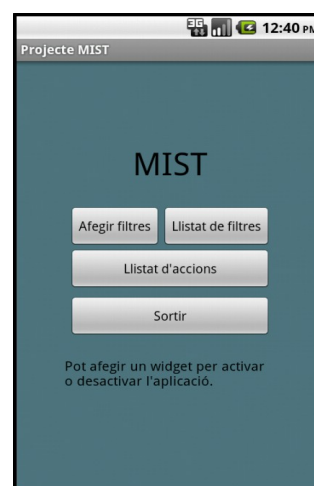 3G 12:40 PM
Projecte MIST
MIST
Afegir filtres Llistat de filtres
Llistat d'accions
Sortir
Pot afegir un widget per activar
o desactivar l'aplicació.